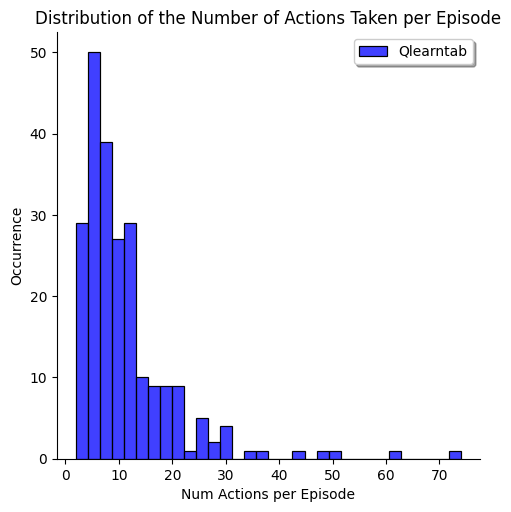 Distribution of the Number of Actions Taken per Episode
Qlearntab
Occurrence
50
40
30
20
10
0
0 10 20 30 40 50 60 70
Num Actions per Episode